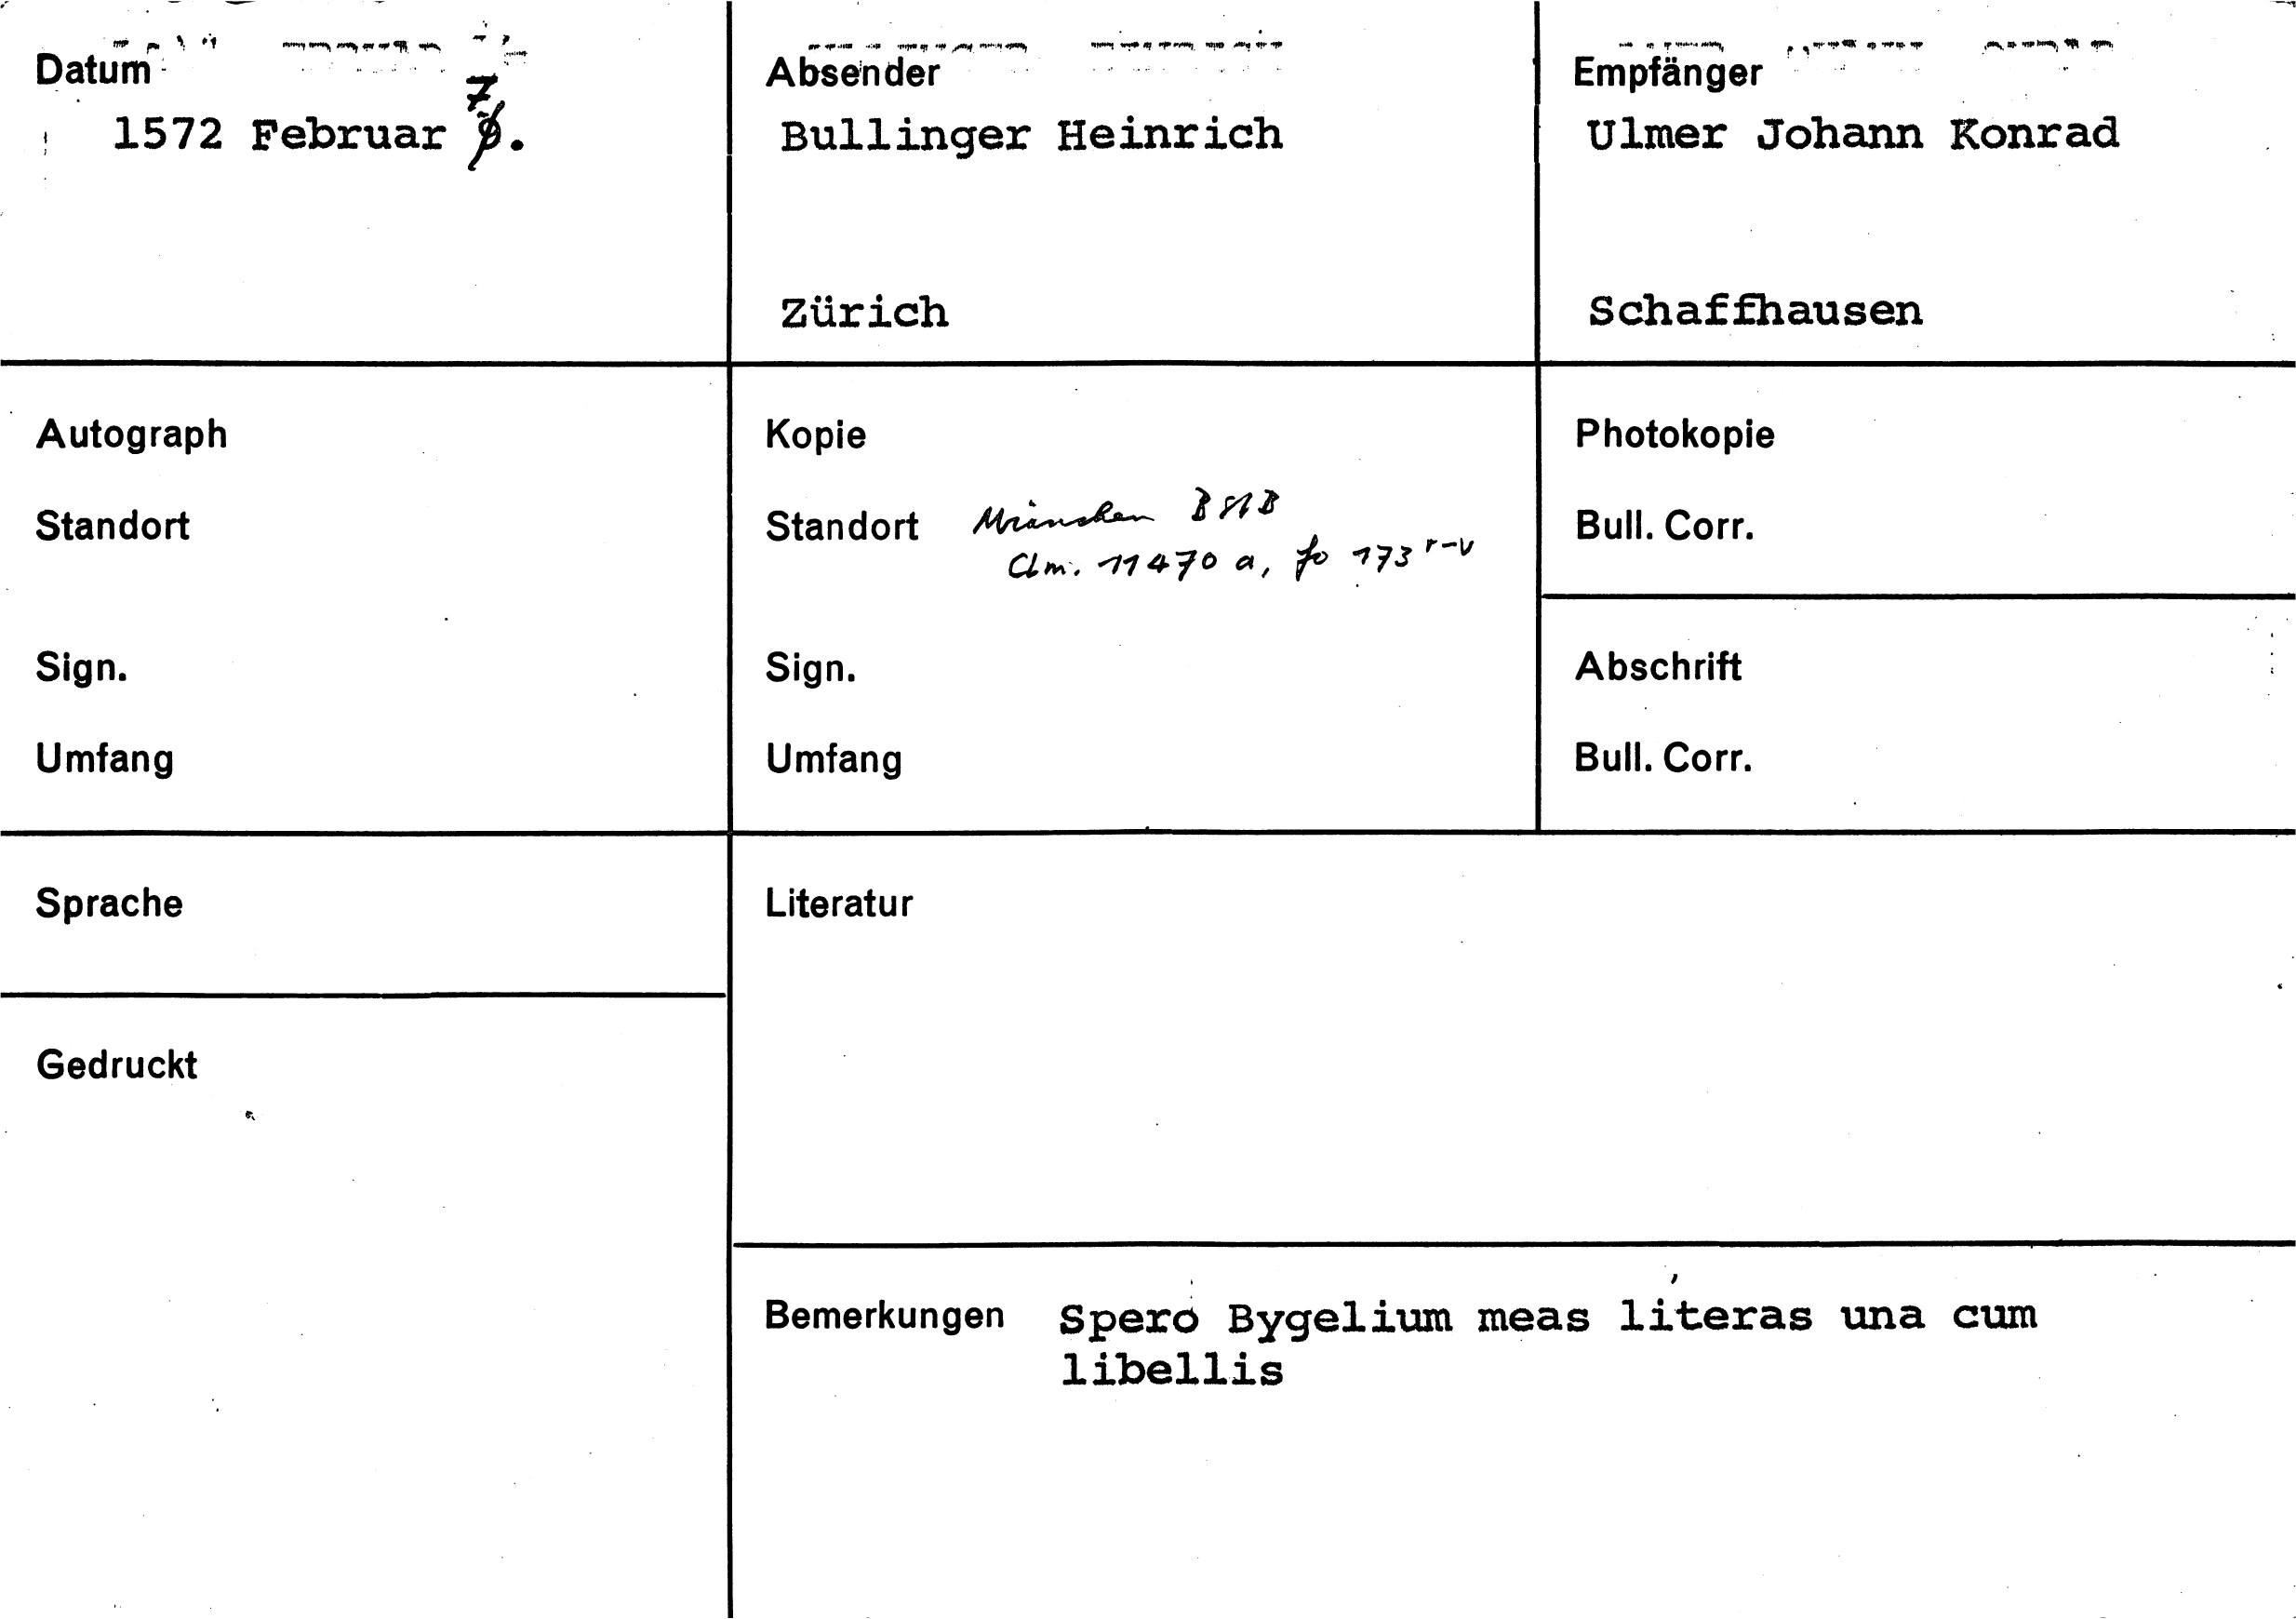 Datum
7
1572 Februar .
Absender
Bullinger Heinrich
Zürich
Empfänger
Ulmer Johann Konrad
Schaffhausen
Autograph
Standort
Sign.
Umfang
Kopie
Standort München BStB
Clm. 11470 a, fo 173 r-v
Sign.
Umfang
Photokopie
Bull. Corr.
Abschrift
Bull. Corr.
Sprache
Gedruckt
Literatur
Bemerkungen Spero Bygelium meas literas una cum
libellis